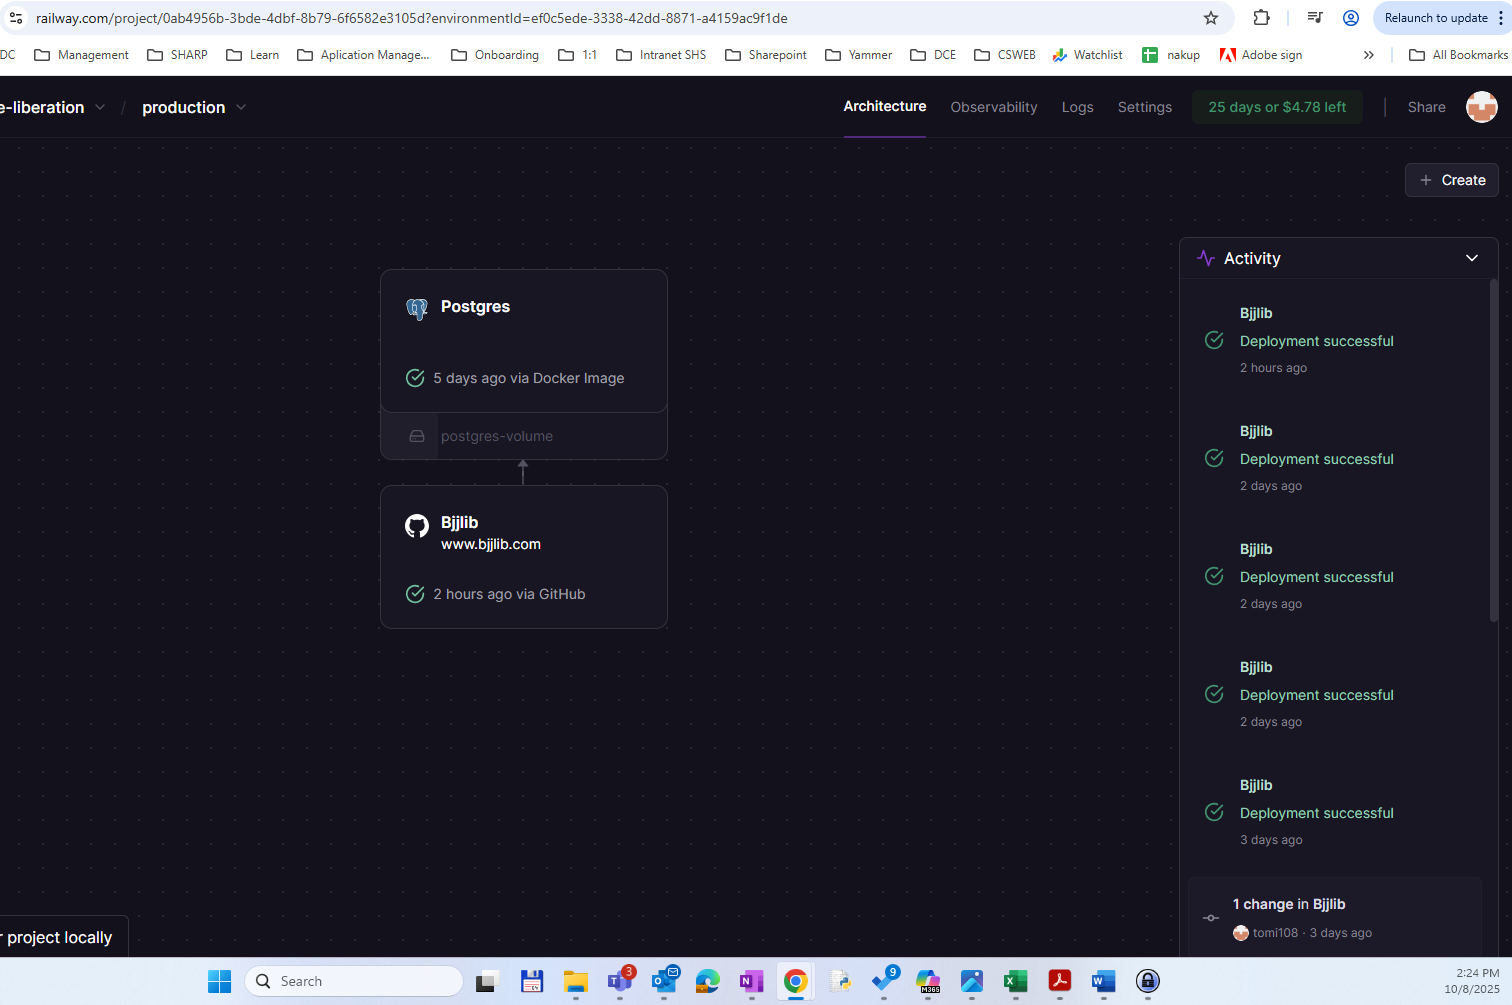 railway.com/project/0ab4956b-3bde-4dbf-8b79-6f6582e3105d?environmentId=ef0c5ede-3338-42dd-8871-a4159ac9f1de
Relaunch to update
DC Management SHARP Learn Aplication Manage... Onboarding 1:1 Intranet SHS Sharepoint Yammer DCE CSWEB Watchlist nakup Adobe sign » All Bookmarks
e-liberation / production
Architecture Observability Logs Settings 25 days or $4.78 left Share
+ Create
Activity
Postgres
5 days ago via Docker Image
postgres-volume
Bjjlib
www.bjjlib.com
2 hours ago via GitHub
Bjjlib
Deployment successful
2 hours ago
Bjjlib
Deployment successful
2 days ago
Bjjlib
Deployment successful
2 days ago
Bjjlib
Deployment successful
2 days ago
Bjjlib
Deployment successful
3 days ago
1 change in Bjjlib
tomi108 · 3 days ago
r project locally
Search
3
9
M365
2:24 PM
10/8/2025